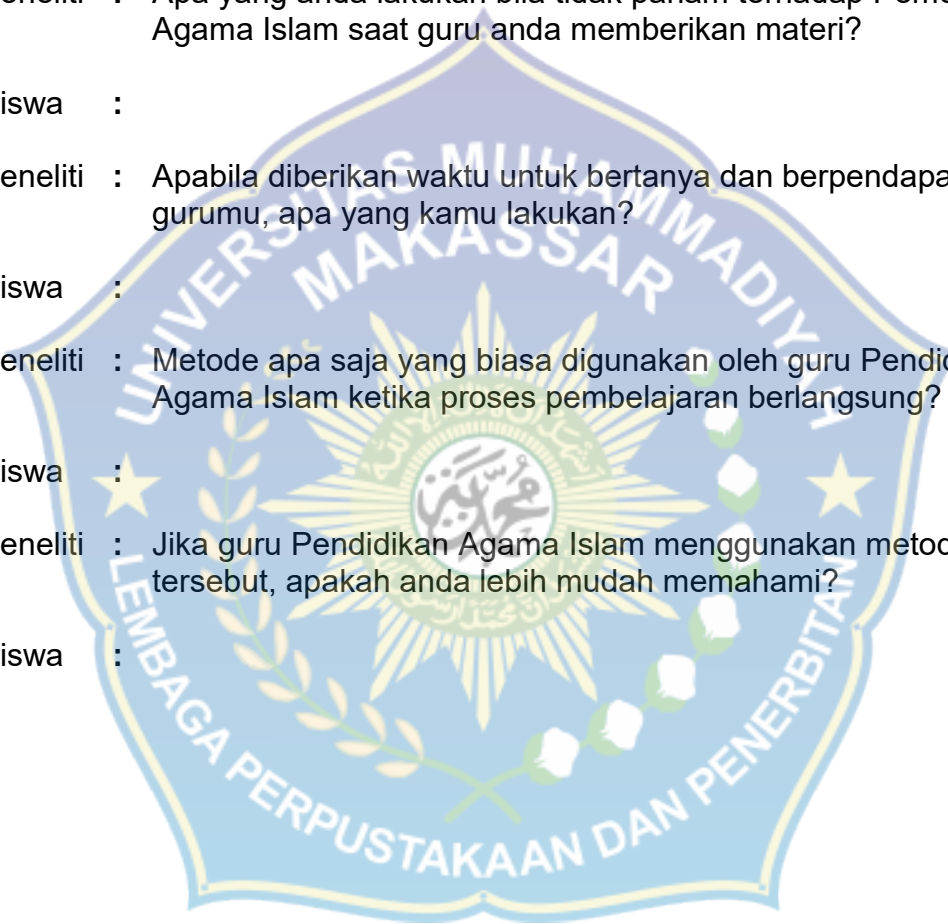 eneliti : Apa yang anda lakukan bila tidak paham terhadap
Agama Islam saat guru anda memberikan materi?
iswa :
eneliti : Apabila diberikan waktu untuk bertanya dan berpendapa
gurumu, apa yang kamu lakukan?
iswa :
eneliti : Metode apa saja yang biasa digunakan oleh guru Pendid
Agama Islam ketika proses pembelajaran berlangsung?
iswa :
eneliti : Jika guru Pendidikan Agama Islam menggunakan metod
tersebut, apakah anda lebih mudah memahami?
iswa :
UNIVERSITAS MUHAMMADIYAH
MAKASSAR
محمدية
LEMBAGA PERPUSTAKAAN DAN PENERBITAN